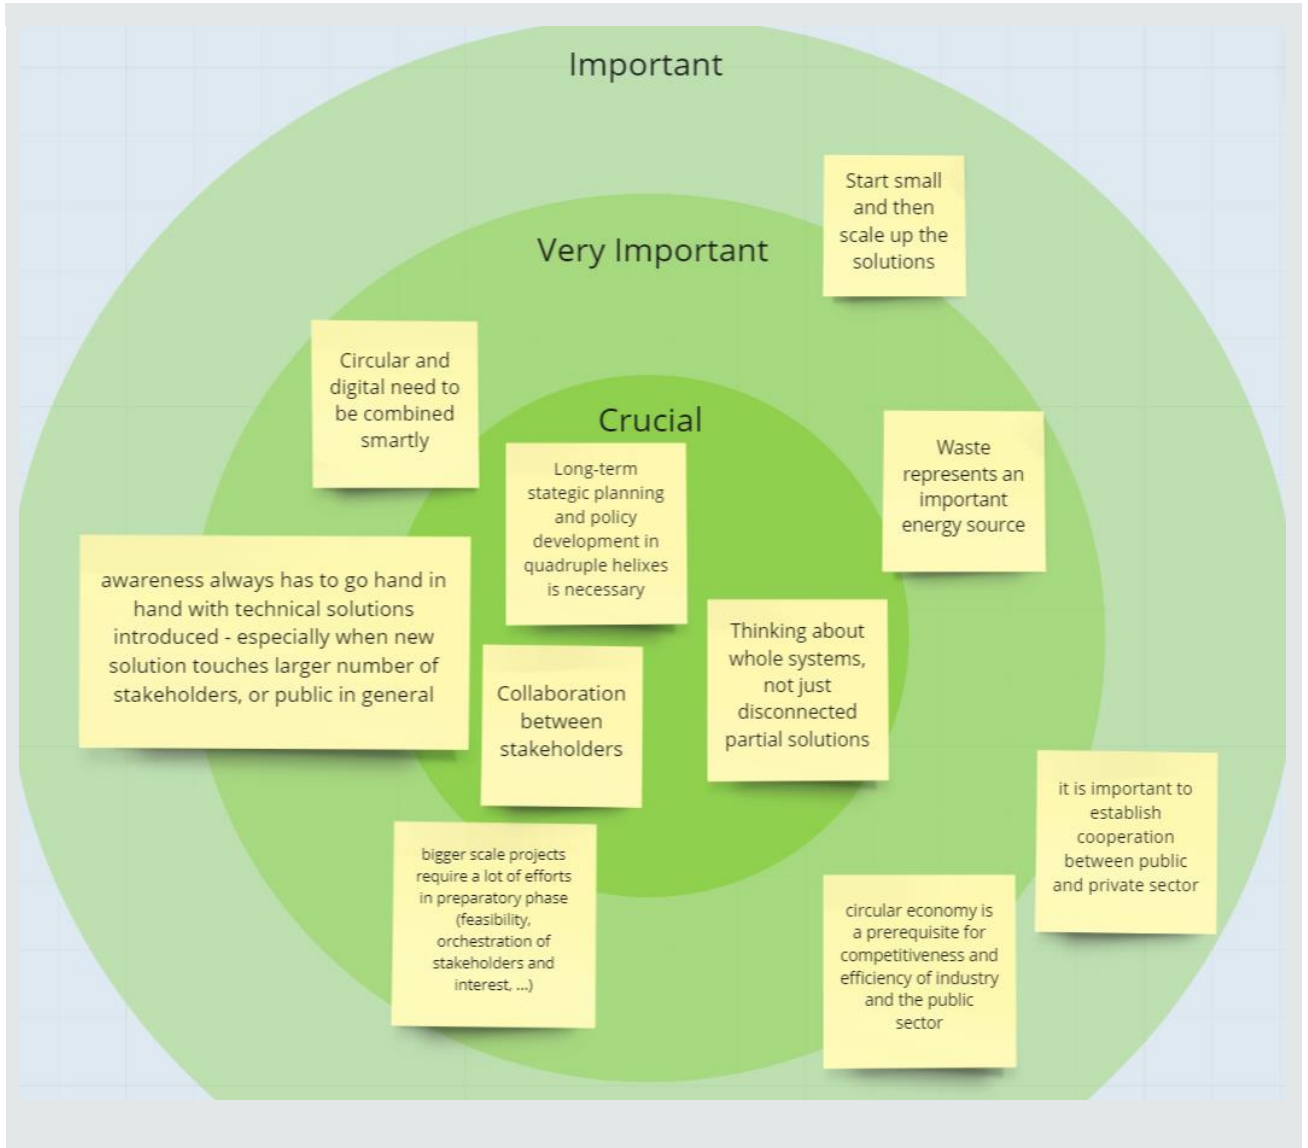 Important
Start small
and then
scale up the
solutions
Very Important
Circular and
digital need to
be combined
smartly
Crucial
Long-term
stategic planning
and policy
development in
quadruple helixes
is necessary
Waste
represents an
important
energy source
awareness always has to go hand in
hand with technical solutions
introduced - especially when new
solution touches larger number of
stakeholders, or public in general
Thinking about
whole systems,
not just
disconnected
partial solutions
Collaboration
between
stakeholders
it is important to
establish
cooperation
between public
and private sector
bigger scale projects
require a lot of efforts
in preparatory phase
(feasibility,
orchestration of
stakeholders and
interest, ...)
circular economy is
a prerequisite for
competitiveness and
efficiency of industry
and the public
sector